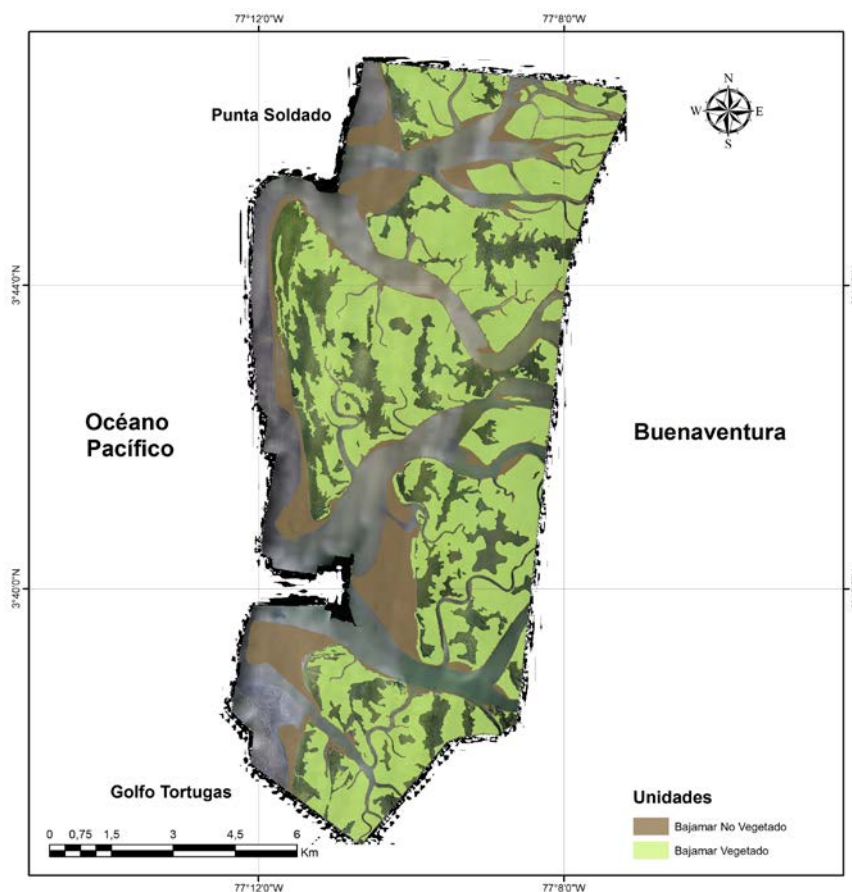 77°12'0"W 77°8'0"W
Punta Soldado
N
W E
S
3°44'0"N
Océano
Pacífico
Buenaventura
3°40'0"N
Golfo Tortugas
0 0,75 1,5 3 4,5 6
Km
Unidades
Bajamar No Vegetado
Bajamar Vegetado
77°12'0"W 77°8'0"W